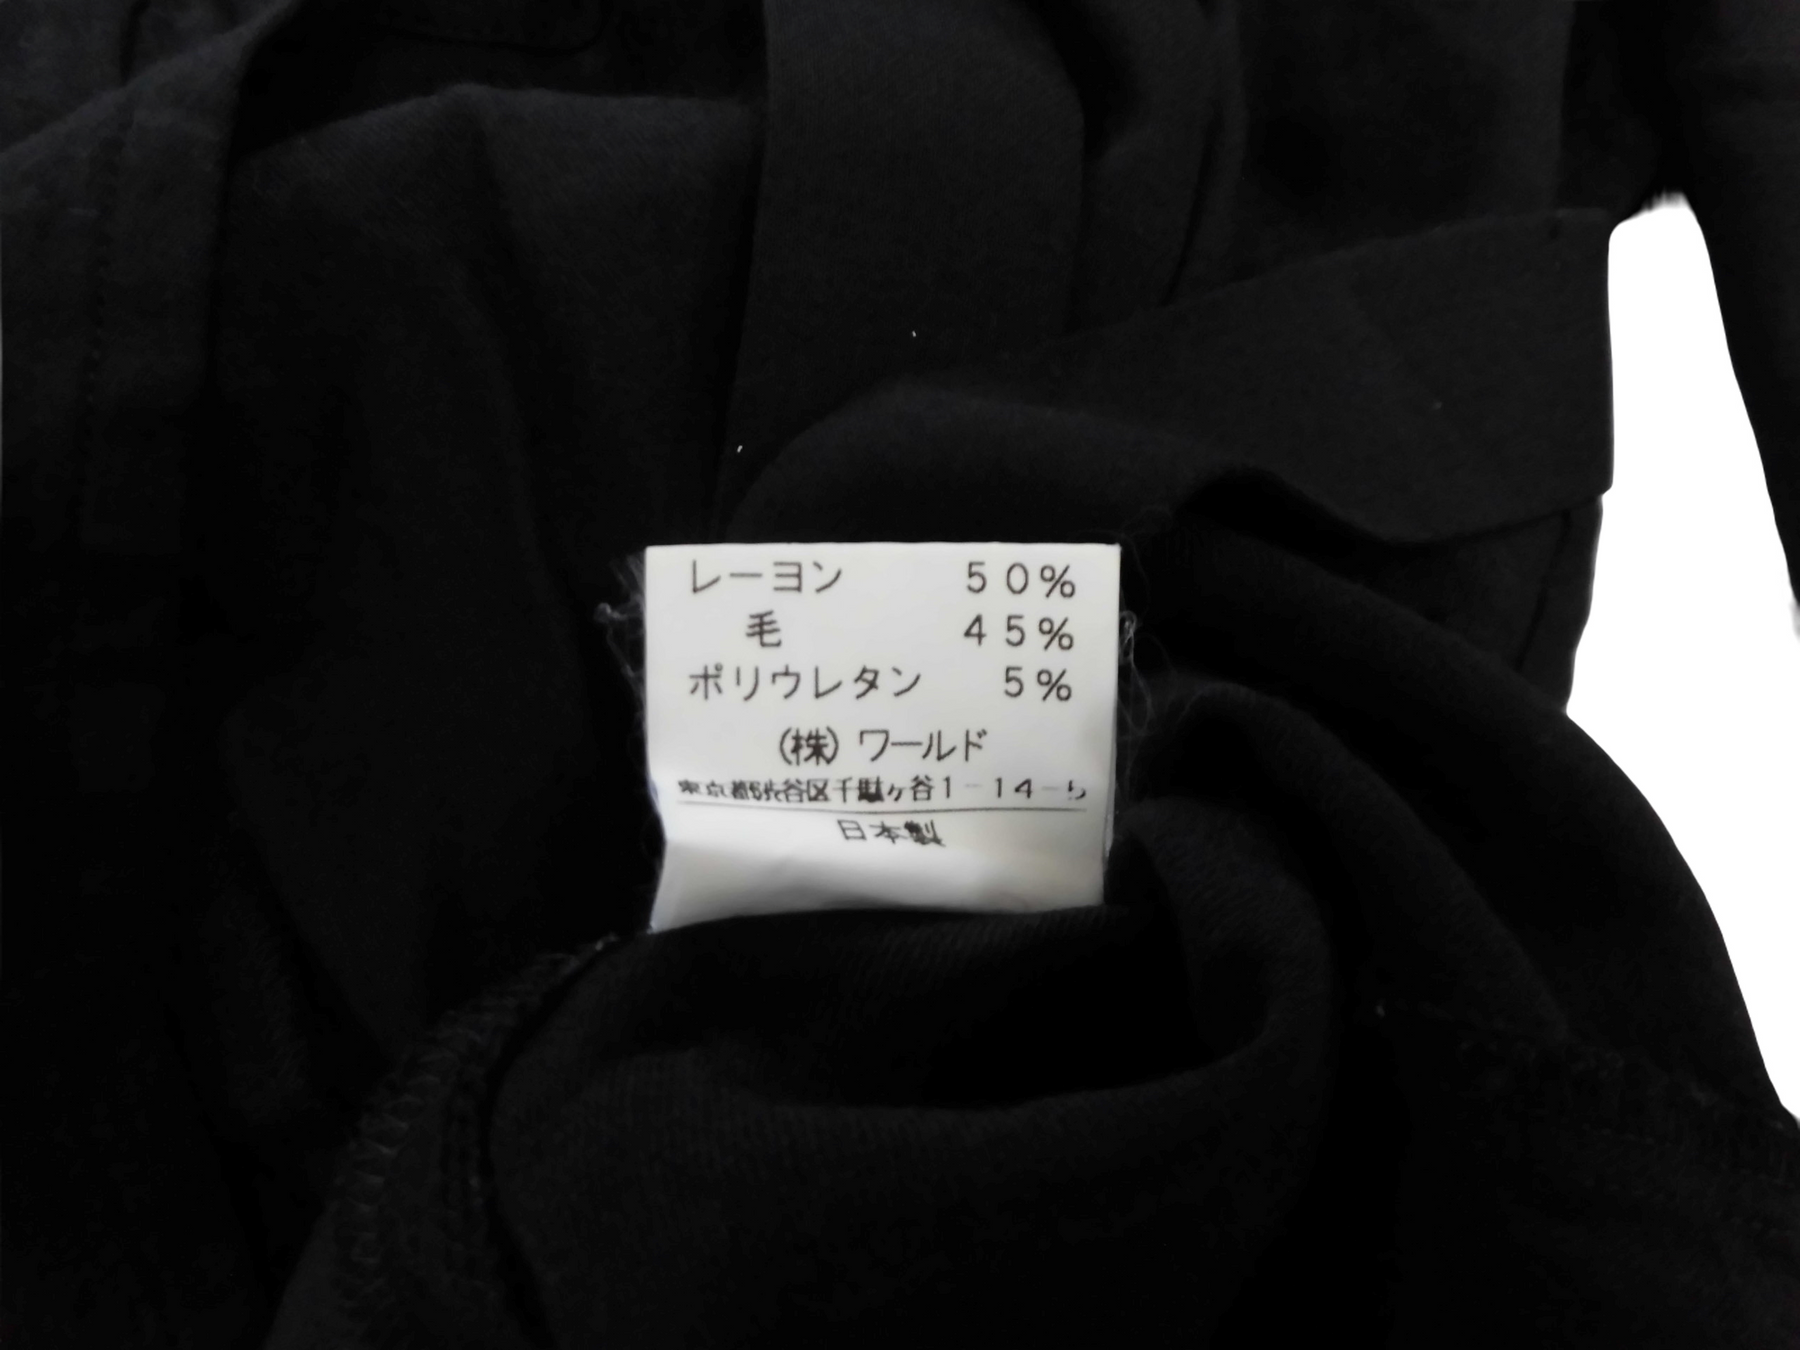 レーヨン 50%
毛 45%
ポリウレタン 5%
(株) ワールド
東京都渋谷区千駄ヶ谷1-14-5
日本製